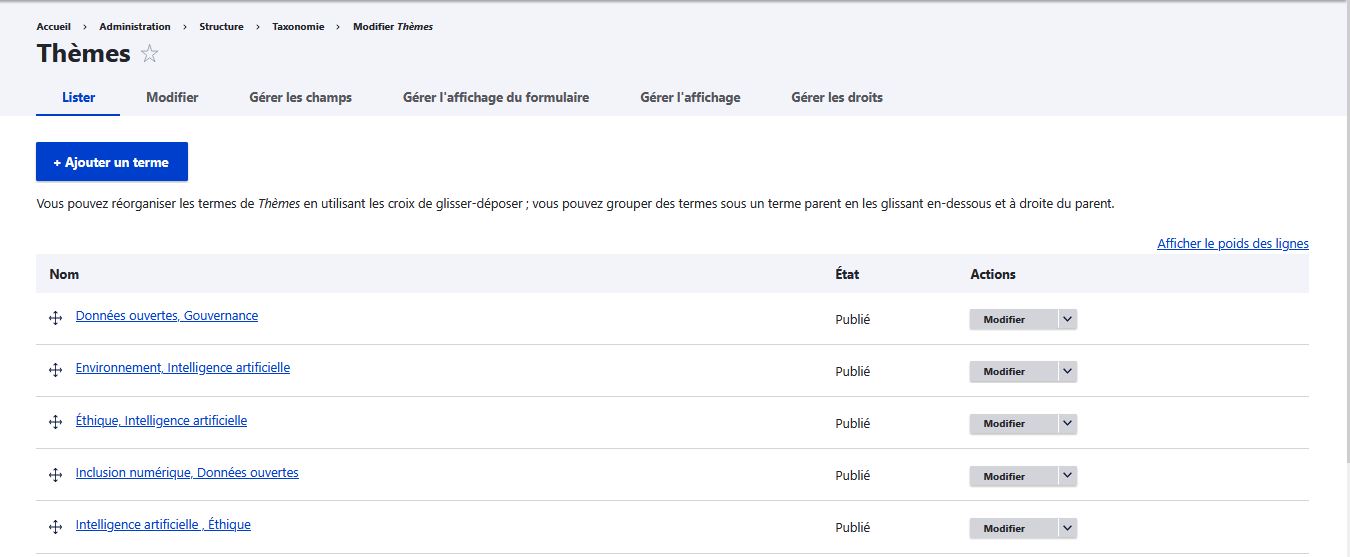 Accueil > Administration > Structure > Taxonomie > Modifier Thèmes
Thèmes
Lister Modifier Gérer les champs Gérer l'affichage du formulaire Gérer l'affichage Gérer les droits
+ Ajouter un terme
Vous pouvez réorganiser les termes de Thèmes en utilisant les croix de glisser-déposer ; vous pouvez grouper des termes sous un terme parent en les glissant en-dessous et à droite du parent.
Afficher le poids des lignes
Nom État Actions
Données ouvertes, Gouvernance Publié Modifier
Environnement, Intelligence artificielle Publié Modifier
Éthique, Intelligence artificielle Publié Modifier
Inclusion numérique, Données ouvertes Publié Modifier
Intelligence artificielle , Éthique Publié Modifier